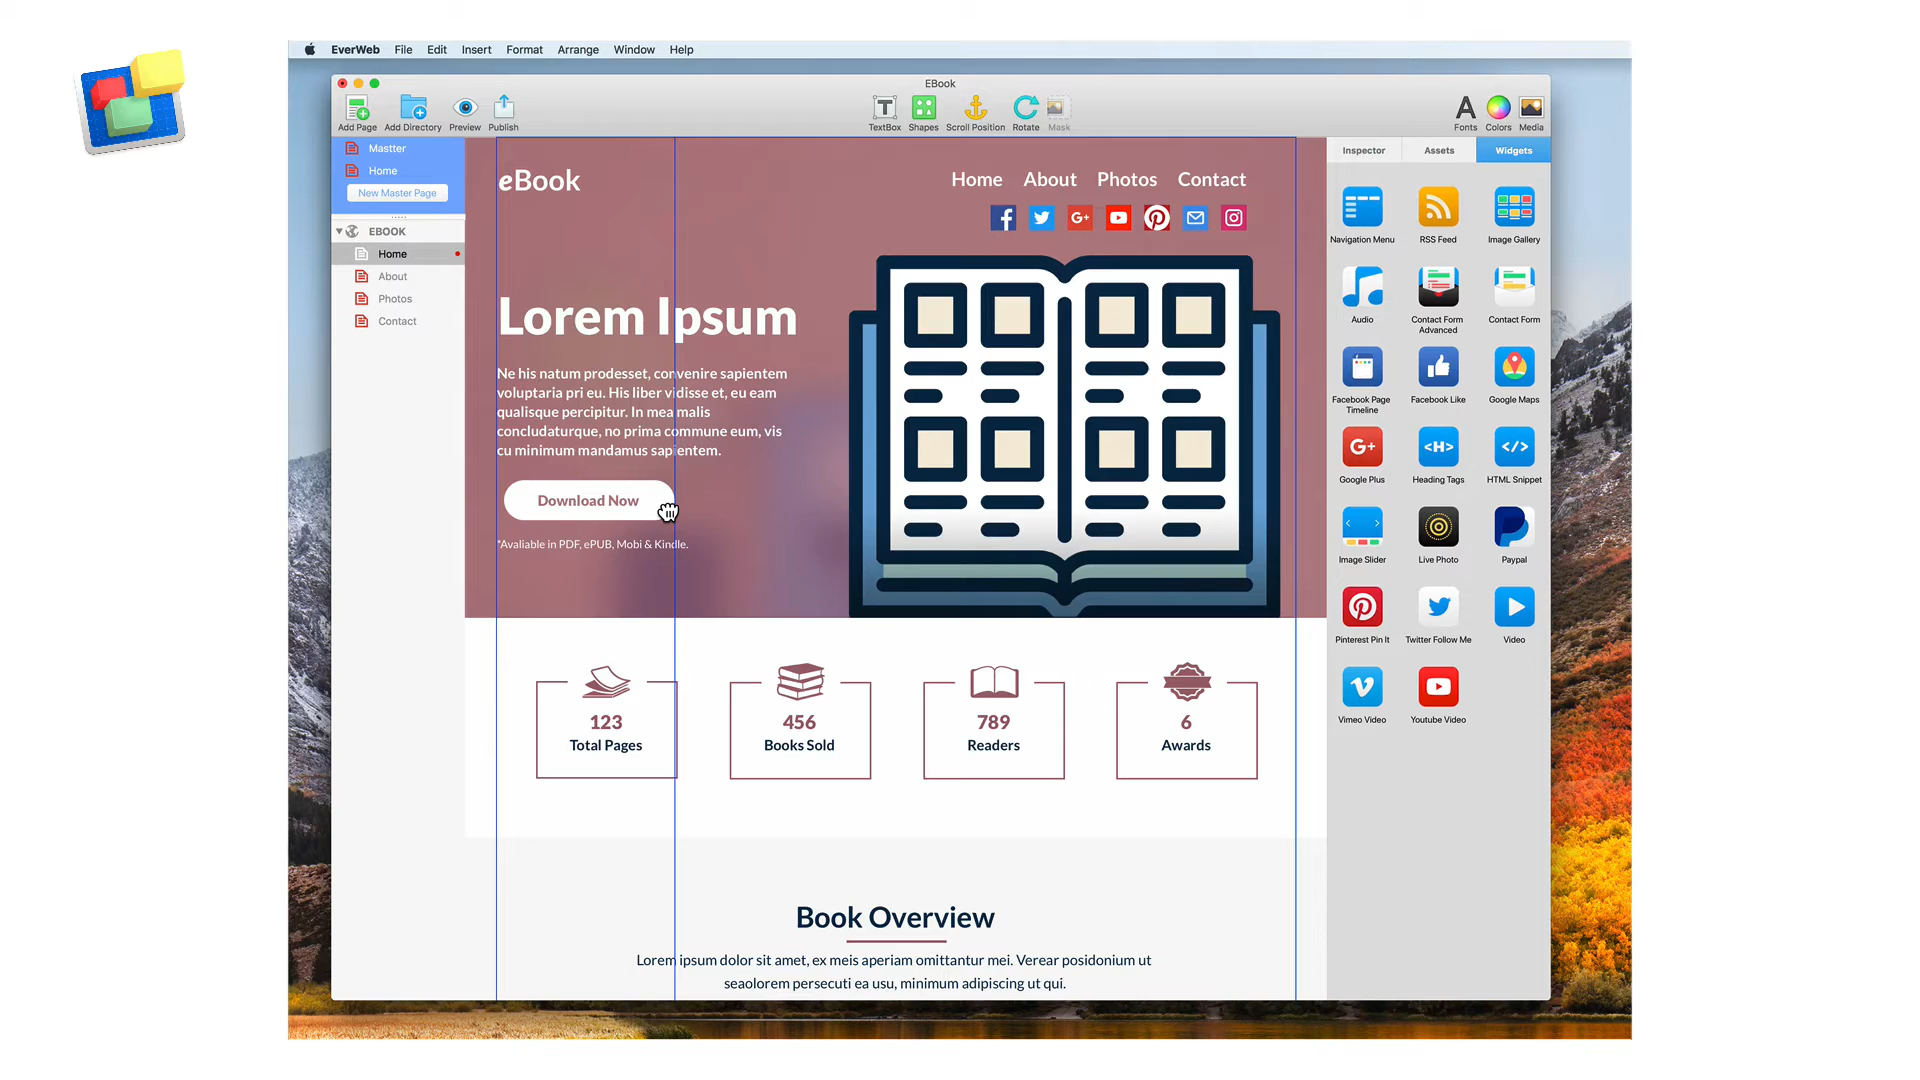 EverWeb File Edit Insert Format Arrange Window Help
EBook
Add Page Add Directory Preview Publish TextBox Shapes Scroll Position Rotate Mask Fonts Colors Media
Mastter
Home
New Master Page
EBOOK
Home
About
Photos
Contact
eBook
Home About Photos Contact
Lorem Ipsum
Ne his natum prodesset, convenire sapientem
voluptaria pri eu. His liber vidisse et, eu eam
qualisque percipitur. In mea malis
concludaturque, no prima commune eum, vis
cu minimum mandamus sapientem.
Download Now
*Avaliable in PDF, ePUB, Mobi & Kindle.
123
Total Pages
456
Books Sold
789
Readers
6
Awards
Book Overview
Lorem ipsum dolor sit amet, ex meis aperiam omittantur mei. Verear posidonium ut
seaolorem persecuti ea usu, minimum adipiscing ut qui.
Inspector Assets Widgets
Navigation Menu RSS Feed Image Gallery
Audio Contact Form Advanced Contact Form
Facebook Page Timeline Facebook Like Google Maps
G+ <H> </>
Google Plus Heading Tags HTML Snippet
Image Slider Live Photo Paypal
Pinterest Pin It Twitter Follow Me Video
Vimeo Video Youtube Video